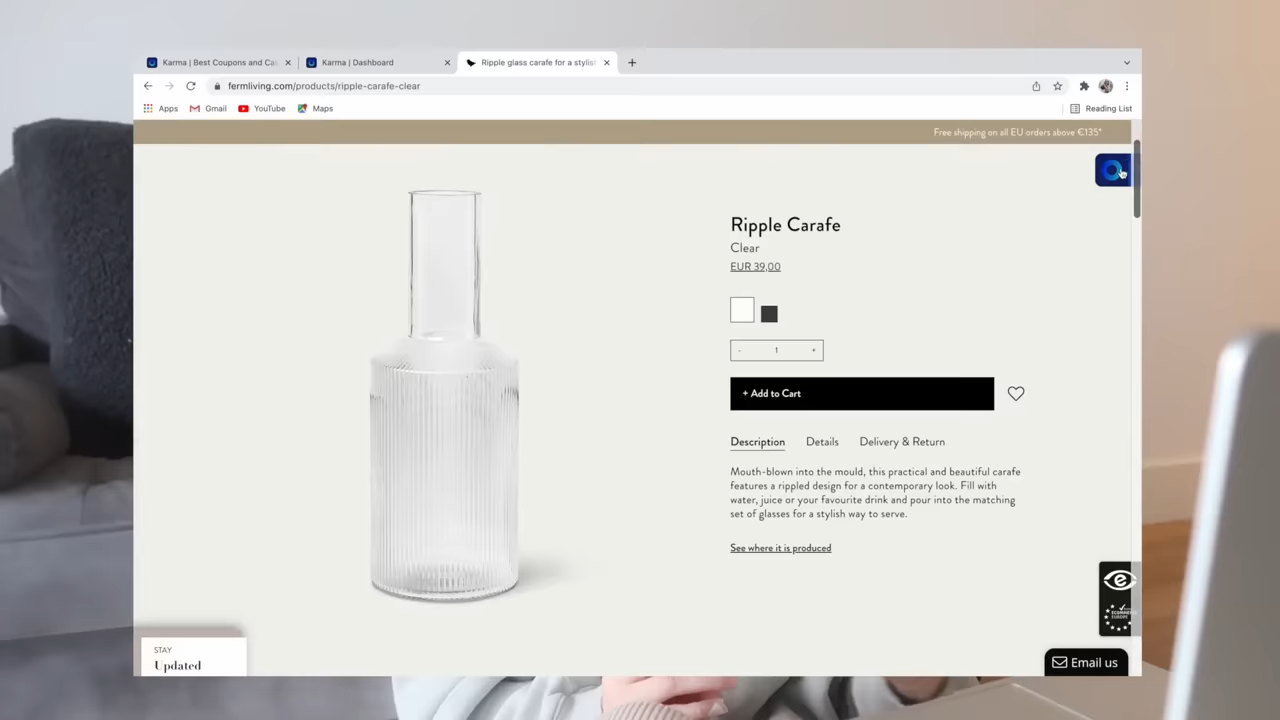 Karma | Best Coupons and Ca
Karma | Dashboard
Ripple glass carafe for a stylish
fermliving.com/products/ripple-carafe-clear
Apps
Gmail
YouTube
Maps
Reading List
Free shipping on all EU orders above €135*
Ripple Carafe
Clear
EUR 39,00
- 1 +
+ Add to Cart
Description
Details
Delivery & Return
Mouth-blown into the mould, this practical and beautiful carafe
features a rippled design for a contemporary look. Fill with
water, juice or your favourite drink and pour into the matching
set of glasses for a stylish way to serve.
See where it is produced
ECOMMERCE
EUROPE
STAY
Updated
Email us